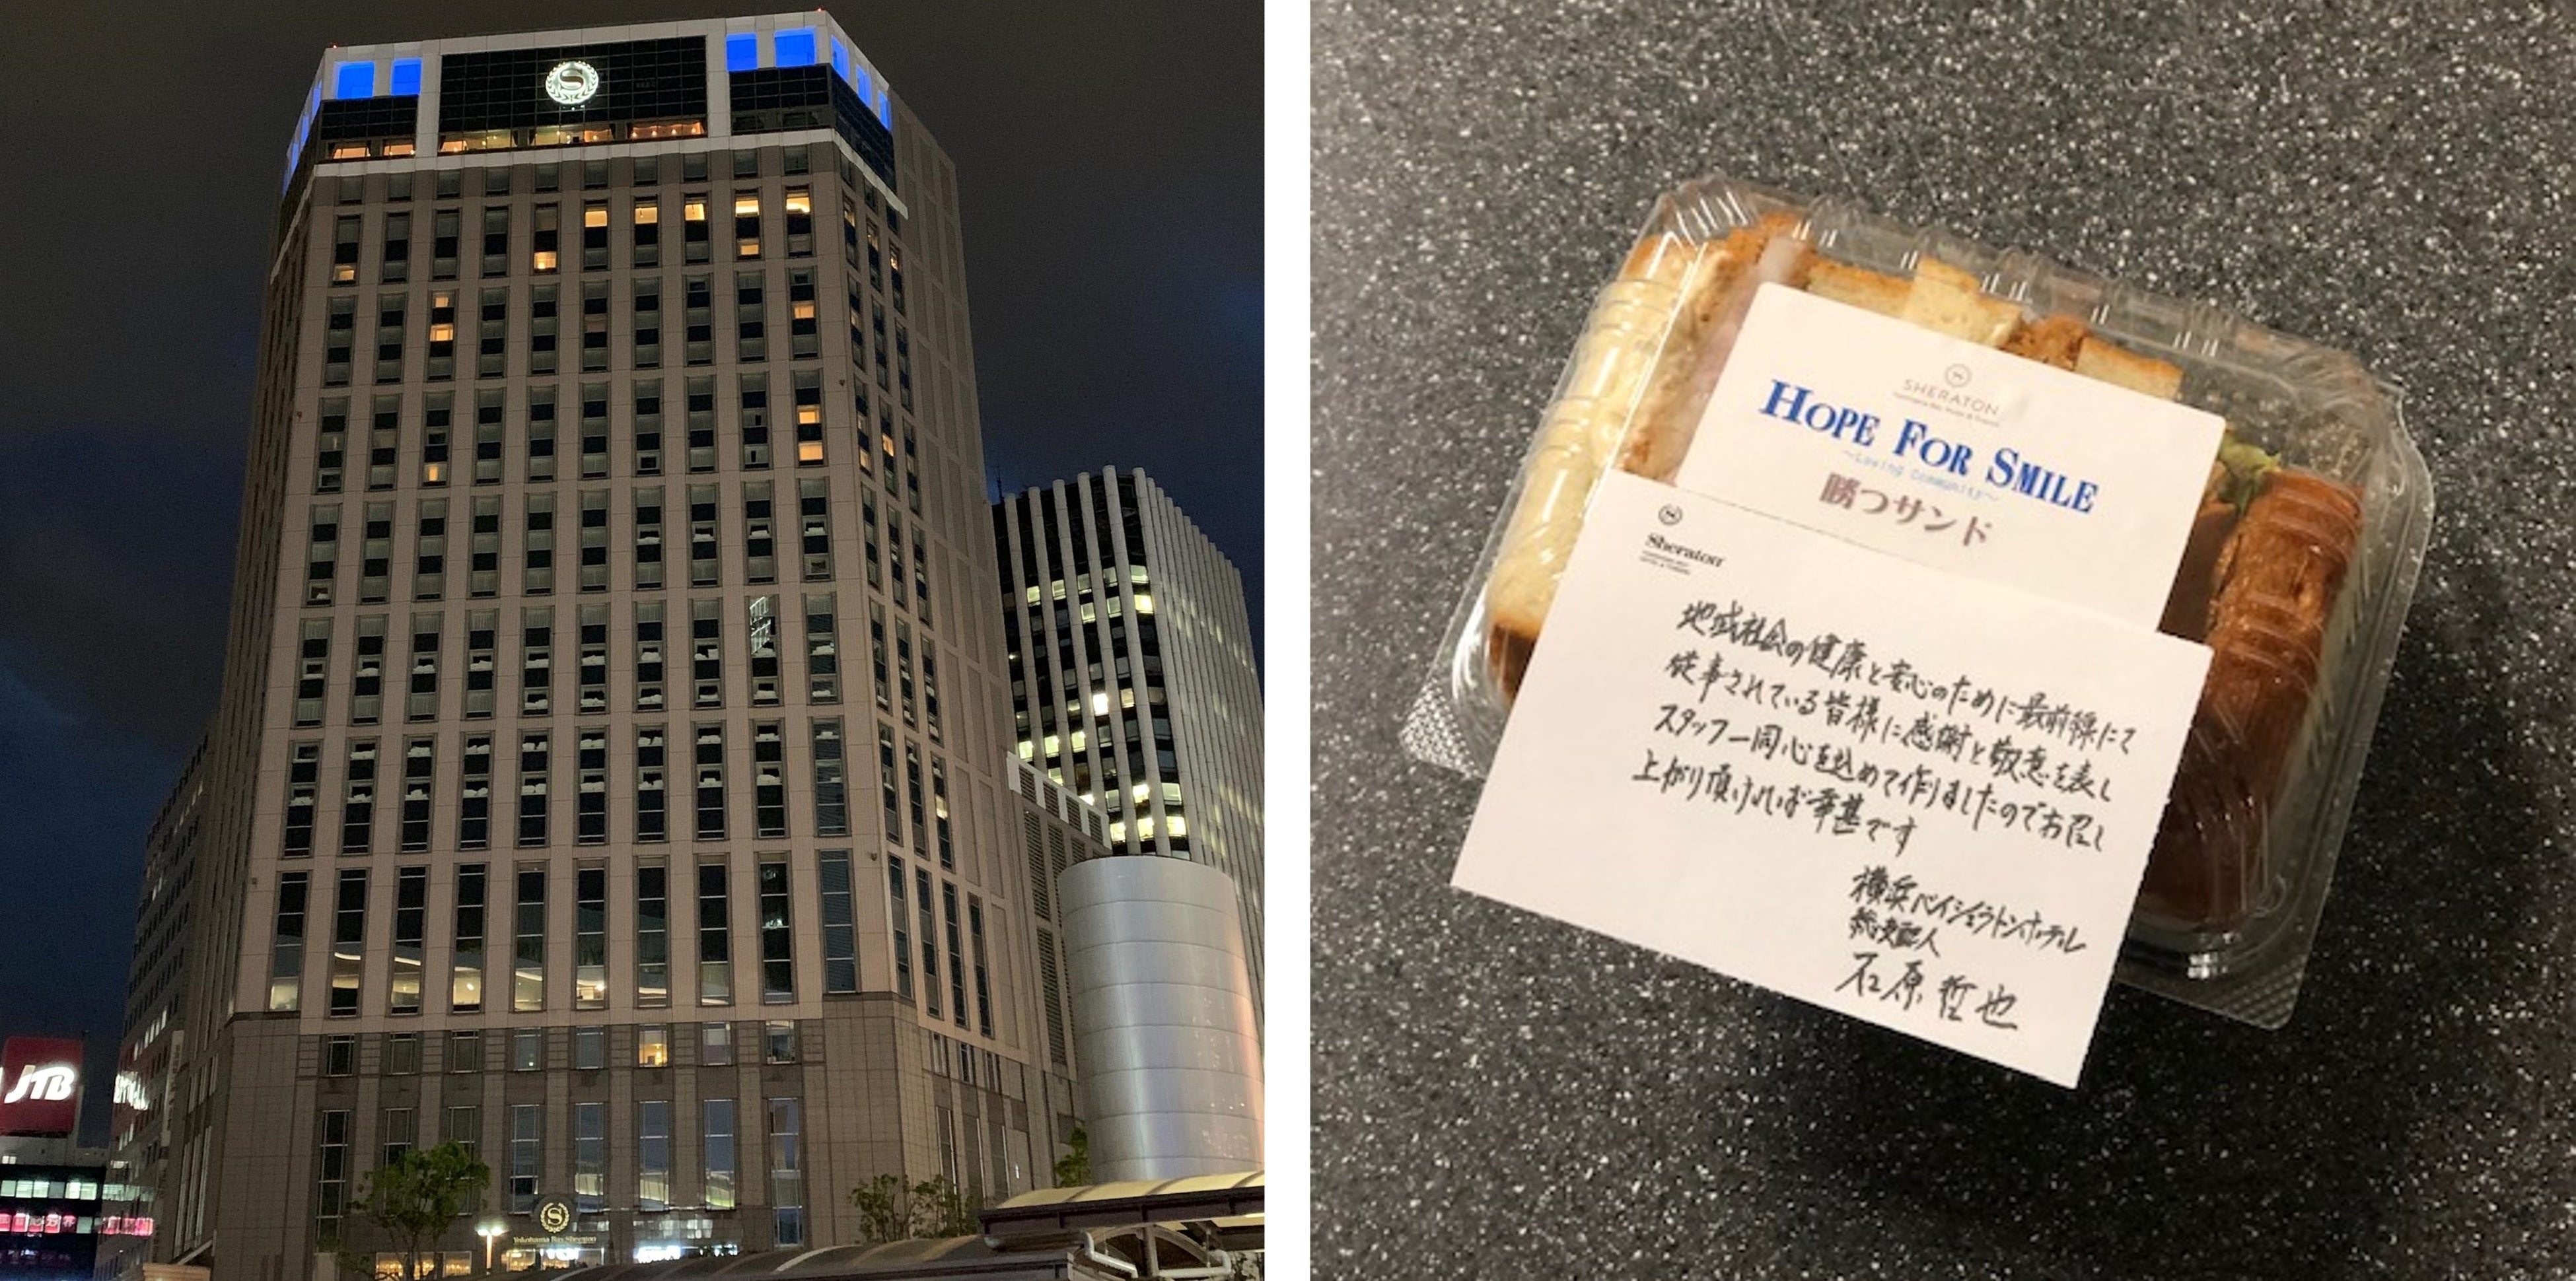 S
JTB
S
Yokohama Bay Sheraton
SHERATON
HOPE FOR SMILE
~Loving Community~
勝つサンド
Sheraton
地域社会の健康と安心のために最前線にて
従事されている皆様に感謝と敬意を表し
スタッフ一同心を込めて作りましたのでお召し
上がり頂ければ幸甚です
横浜ベイシェラトンホテル
総支配人
石原哲也